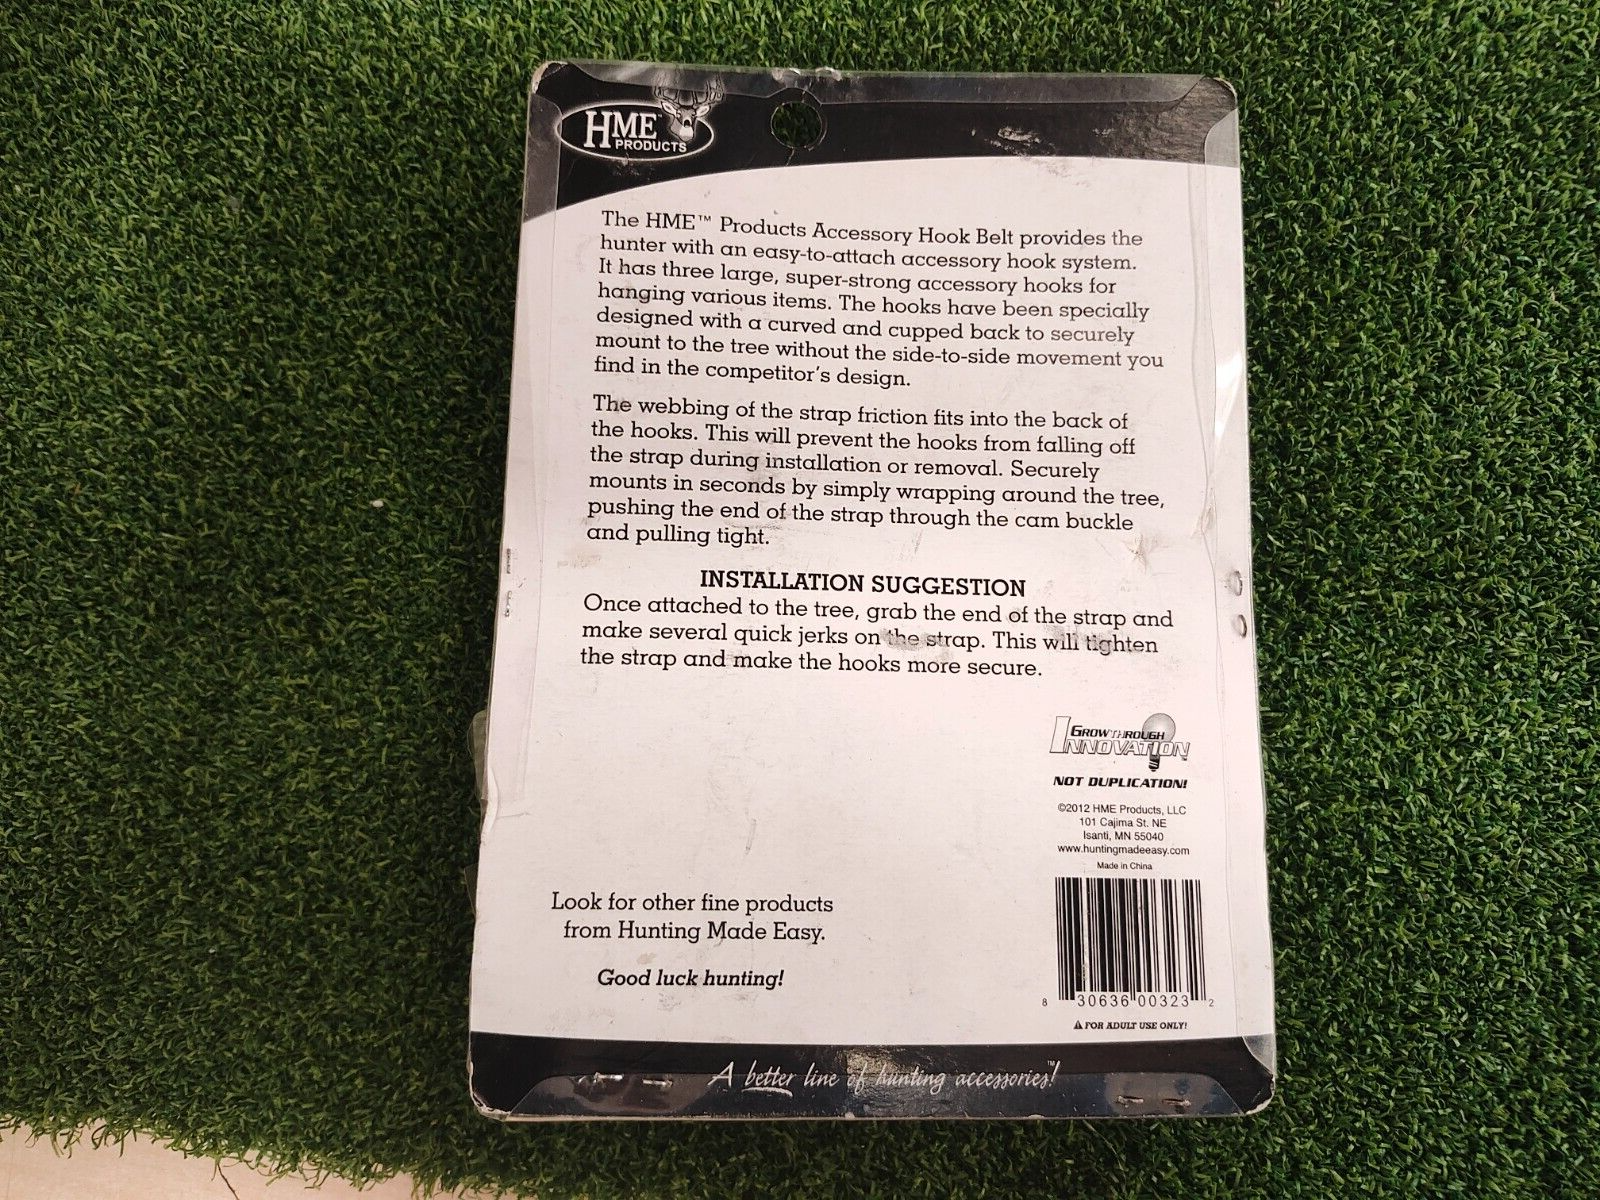 HME™
PRODUCTS
The HME™ Products Accessory Hook Belt provides the
hunter with an easy-to-attach accessory hook system.
It has three large, super-strong accessory hooks for
hanging various items. The hooks have been specially
designed with a curved and cupped back to securely
mount to the tree without the side-to-side movement you
find in the competitor's design.
The webbing of the strap friction fits into the back of
the hooks. This will prevent the hooks from falling off
the strap during installation or removal. Securely
mounts in seconds by simply wrapping around the tree,
pushing the end of the strap through the cam buckle
and pulling tight.
INSTALLATION SUGGESTION
Once attached to the tree, grab the end of the strap and
make several quick jerks on the strap. This will tighten
the strap and make the hooks more secure.
GROWTHROUGH
INNOVATION
NOT DUPLICATION!
©2012 HME Products, LLC
101 Cajima St. NE
Isanti, MN 55040
www.huntingmadeeasy.com
Made in China
Look for other fine products
from Hunting Made Easy.
Good luck hunting!
8 30636 00323 2
FOR ADULT USE ONLY!
A better line of hunting accessories!™